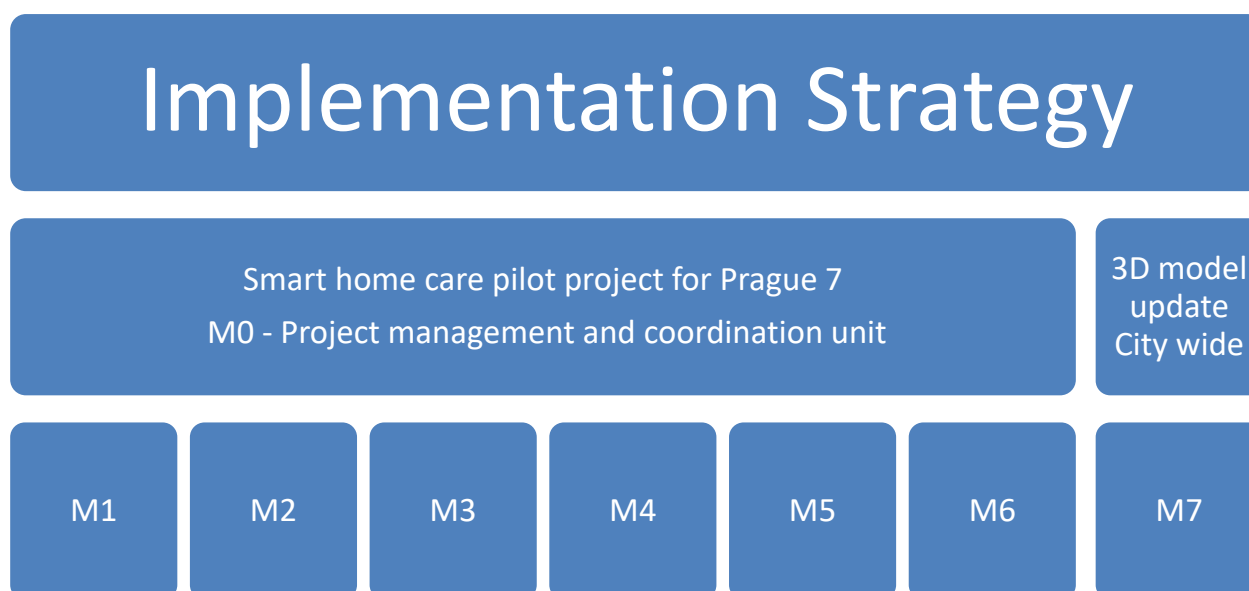 Implementation Strategy
Smart home care pilot project for Prague 7
M0 - Project management and coordination unit
3D model
update
City wide
M1
M2
M3
M4
M5
M6
M7